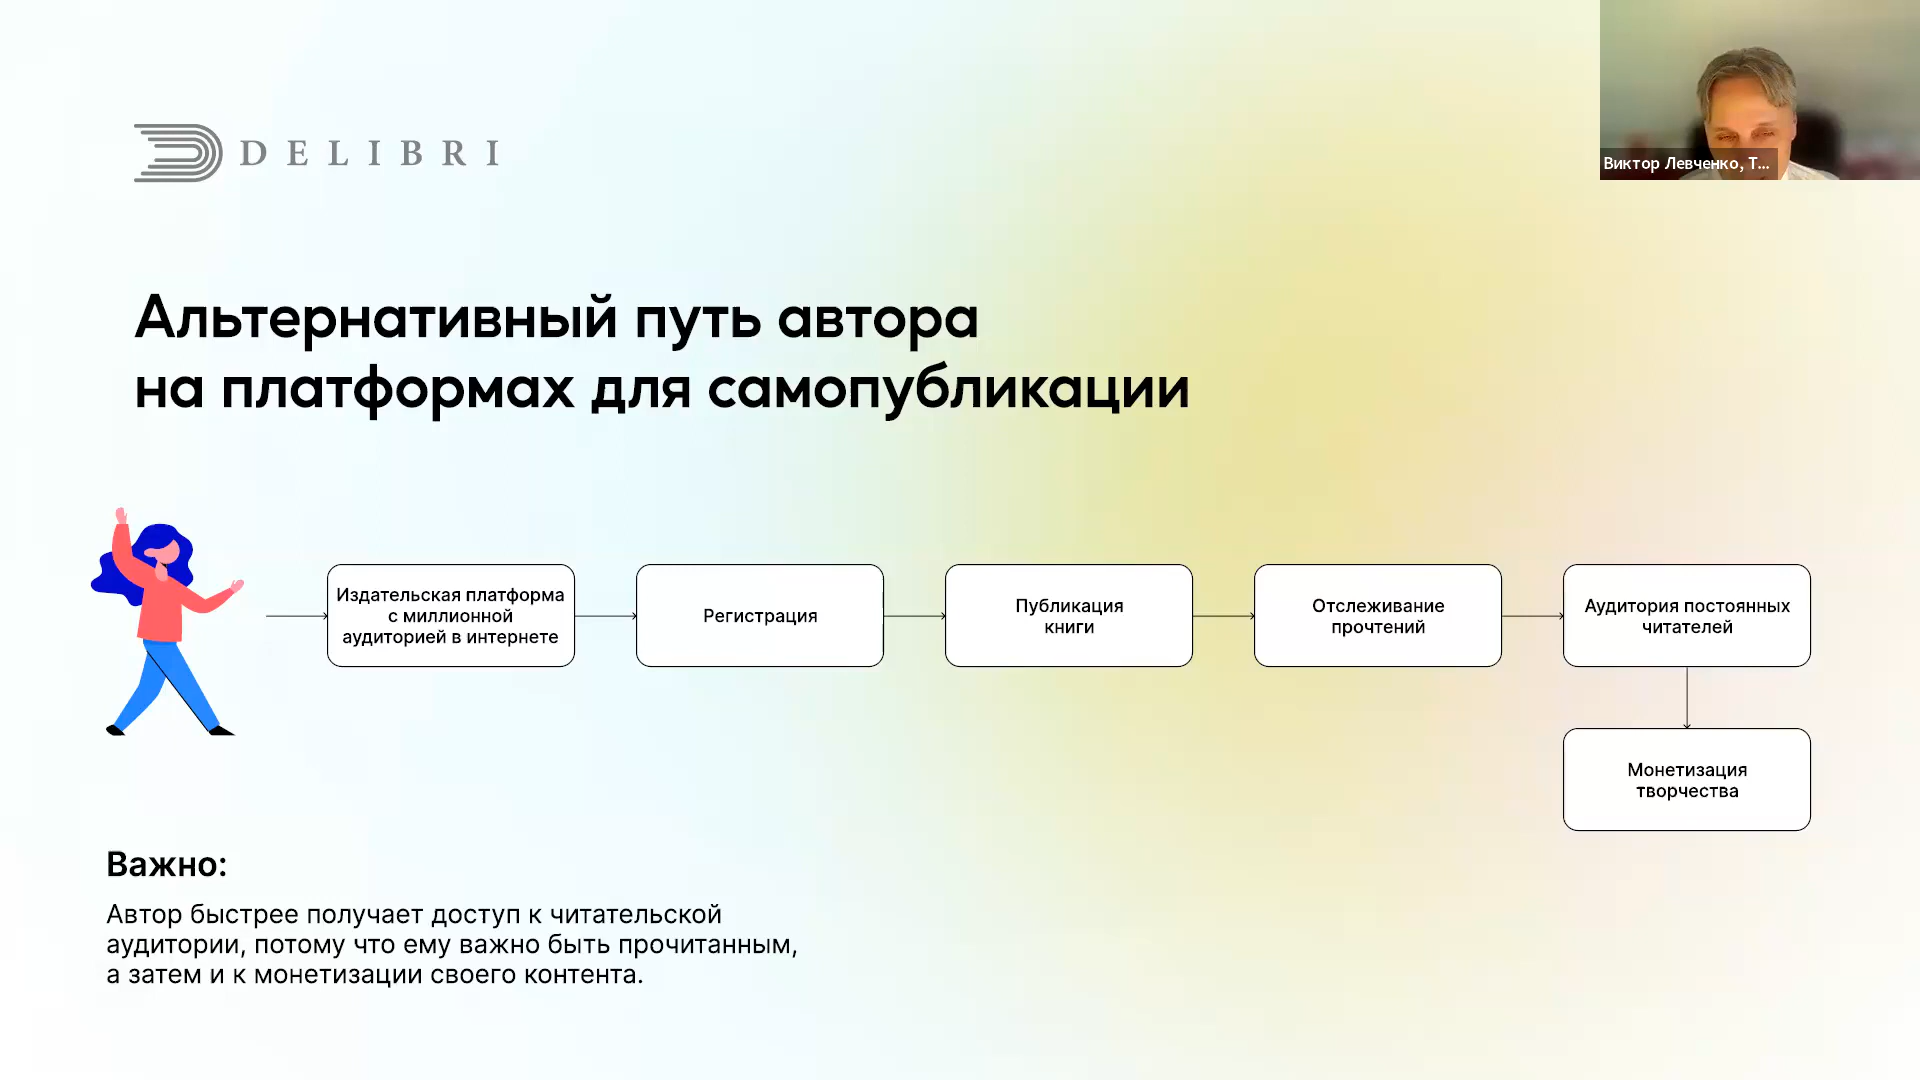 DELIBRI
Виктор Левченко, Т...
Альтернативный путь автора
на платформах для самопубликации
Издательская платформа
с миллионной
аудиторией в интернете
Регистрация
Публикация
книги
Отслеживание
прочтений
Аудитория постоянных
читателей
Монетизация
творчества
Важно:
Автор быстрее получает доступ к читательской
аудитории, потому что ему важно быть прочитанным,
а затем и к монетизации своего контента.